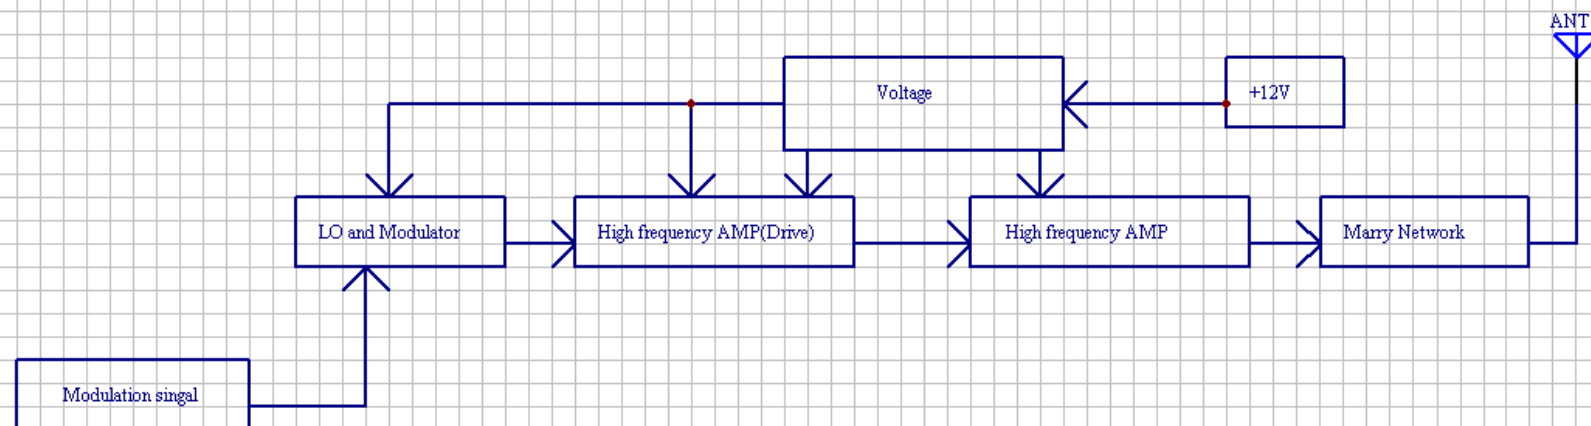 ANT
Voltage
+12V
LO and Modulator
High frequency AMP(Drive)
High frequency AMP
Marry Network
Modulation singal